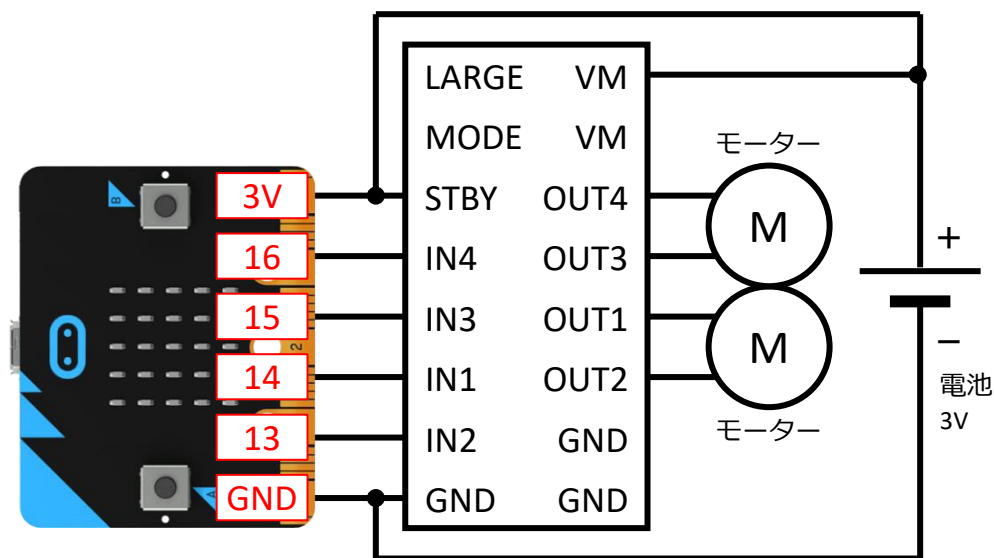 LARGE VM
MODE VM
モーター
3V STBY OUT4
M
16 IN4 OUT3
+
15 IN3 OUT1
M
−
14 IN1 OUT2
電池
3V
モーター
13 IN2 GND
GND GND GND
B
2
A